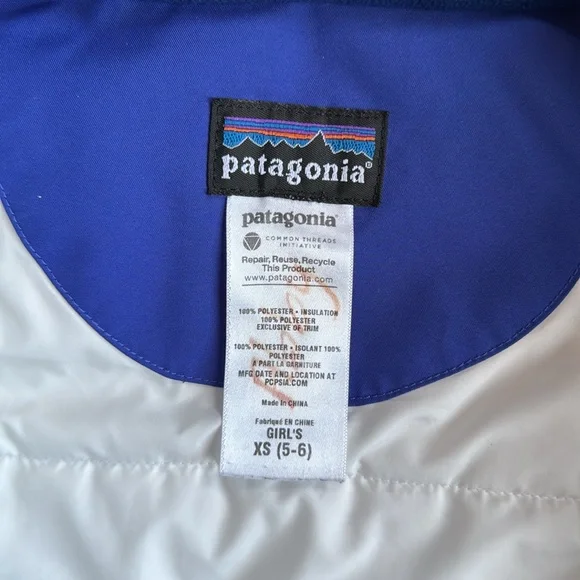 patagonia®
patagonia®
COMMON THREADS
INITIATIVE
Repair, Reuse, Recycle
This Product
www.patagonia.com
100% POLYESTER • INSULATION
100% POLYESTER
EXCLUSIVE OF TRIM
100% POLYESTER • ISOLANT 100%
POLYESTER
A PART LA GARNITURE
MFG DATE AND LOCATION AT
PCPSIA.COM
Made in CHINA
Fabriqué EN CHINE
GIRL'S
XS (5-6)